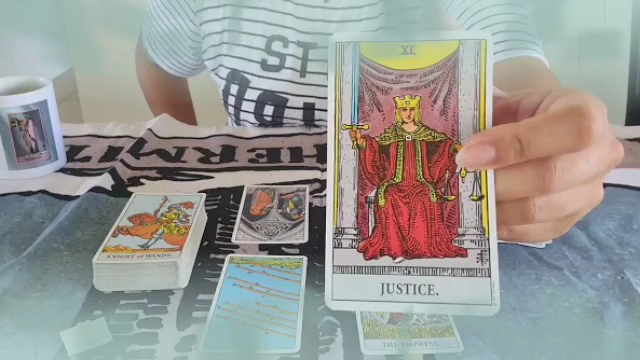 XI
ST
HERMIT
KNIGHT of WANDS.
JUSTICE.
THE EMPRESS.